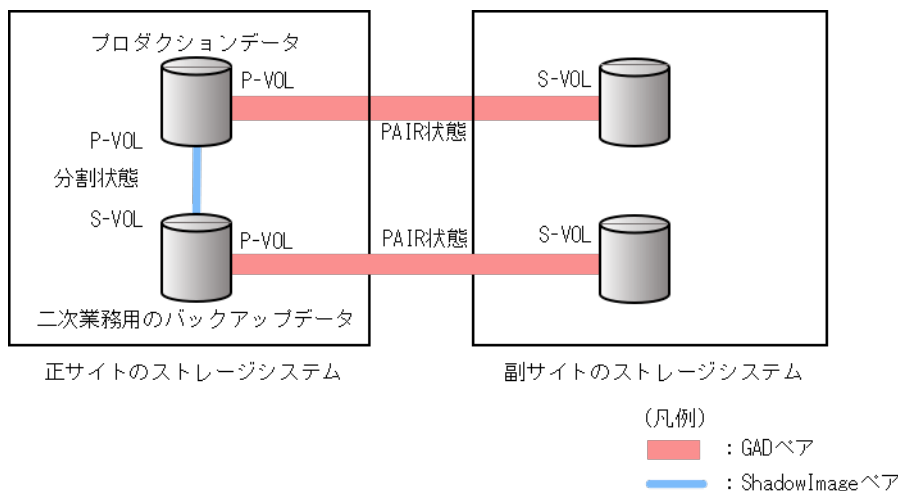 プロダクションデータ
P-VOL
S-VOL
PAIR状態
P-VOL
分割状態
S-VOL
P-VOL
PAIR状態
S-VOL
二次業務用のバックアップデータ
正サイトのストレージシステム
副サイトのストレージシステム
(凡例)
：GADペア
：ShadowImageペア